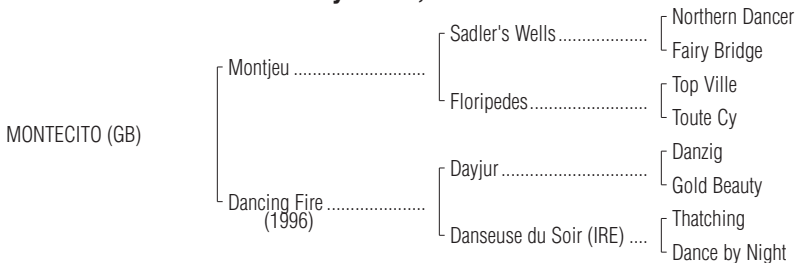 Northern Dancer
Sadler's Wells...................
Fairy Bridge
Montjeu ............................
Top Ville
Floripedes.........................
Toute Cy
MONTECITO (GB)
Danzig
Dayjur...............................
Gold Beauty
Dancing Fire .....................
(1996)
Thatching
Danseuse du Soir (IRE) ....
Dance by Night